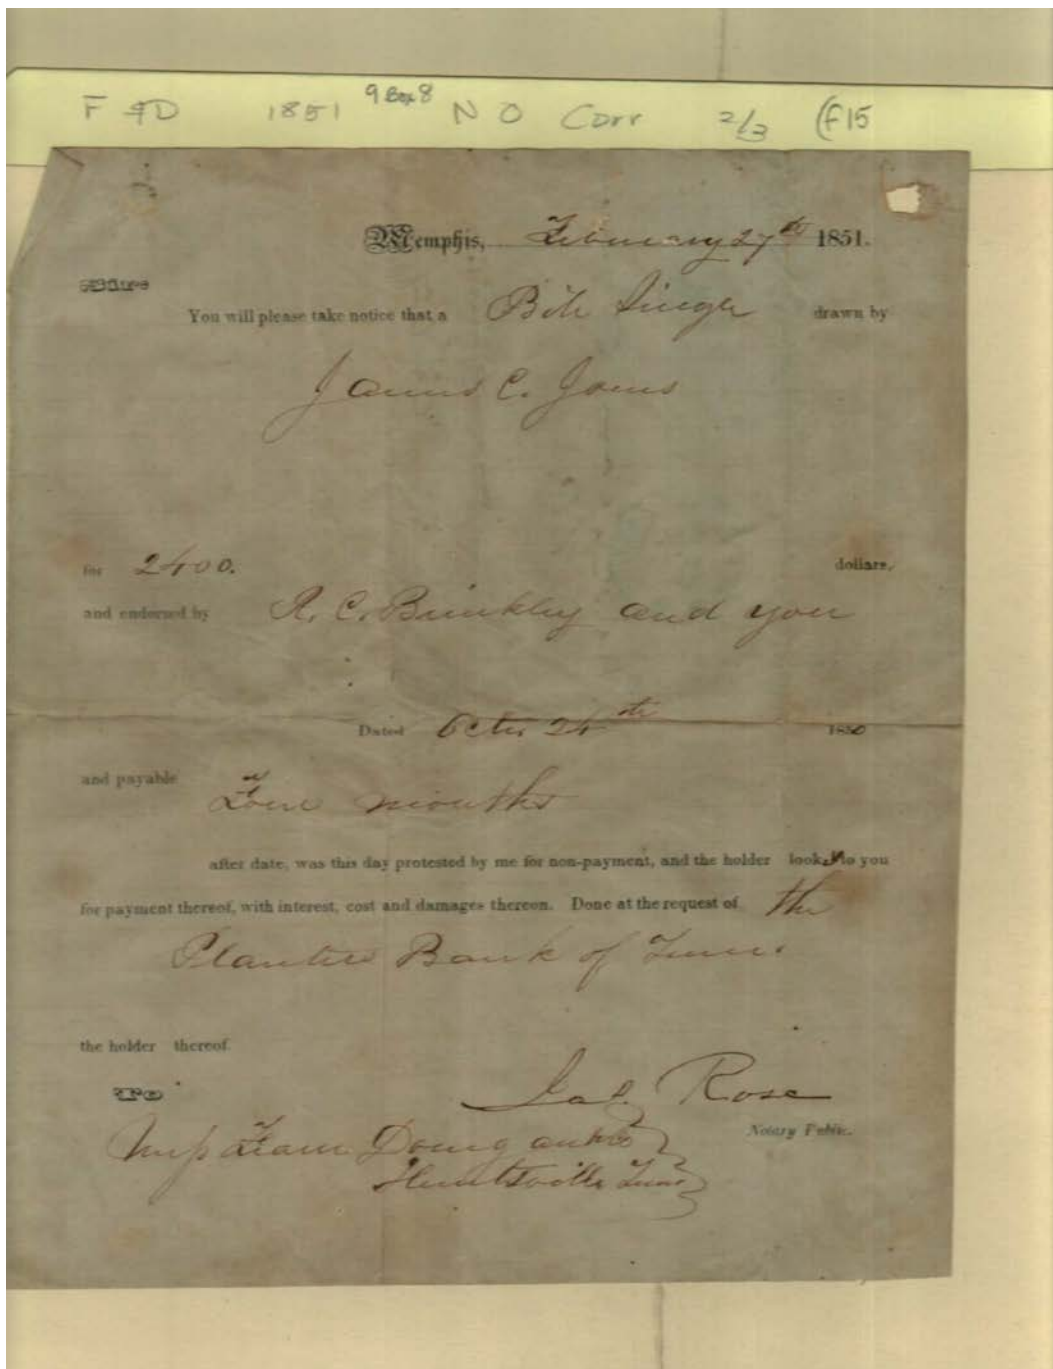 F & D 1851 9 Box 8 N O Corr 2/3 (F15
Memphis, February 27th 1851.
You will please take notice that a Bill Single drawn by
James C. Jones
for 2400. dollars,
and endorsed by R. C. Brinkley and you
Dated Octr 24th 1850
and payable
Four months
after date, was this day protested by me for non-payment, and the holder looks to you
for payment thereof, with interest, cost and damages thereon. Done at the request of the
Planters Bank of Tenn.
the holder thereof
To Jas. Rose
Notary Public.
Huntsville